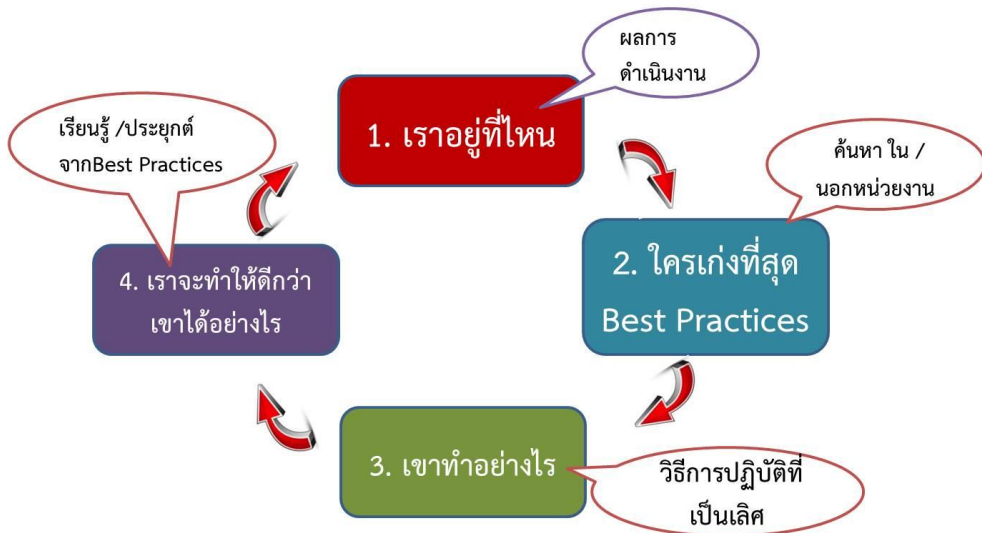 ผลการ
ดำเนินงาน
1. เราอยู่ที่ไหน
เรียนรู้ /ประยุกต์
จากBest Practices
ค้นหา ใน /
นอกหน่วยงาน
2. ใครเก่งที่สุด
Best Practices
4. เราจะทำให้ดีกว่า
เขาได้อย่างไร
3. เขาทำอย่างไร
วิธีการปฏิบัติที่
เป็นเลิศ